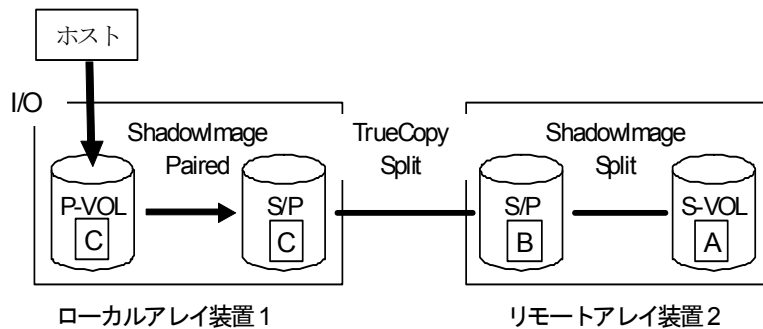 ホスト
I/O
ShadowImage
Paired
TrueCopy
Split
ShadowImage
Split
P-VOL
C
S/P
C
S/P
B
S-VOL
A
ローカルアレイ装置1
リモートアレイ装置2